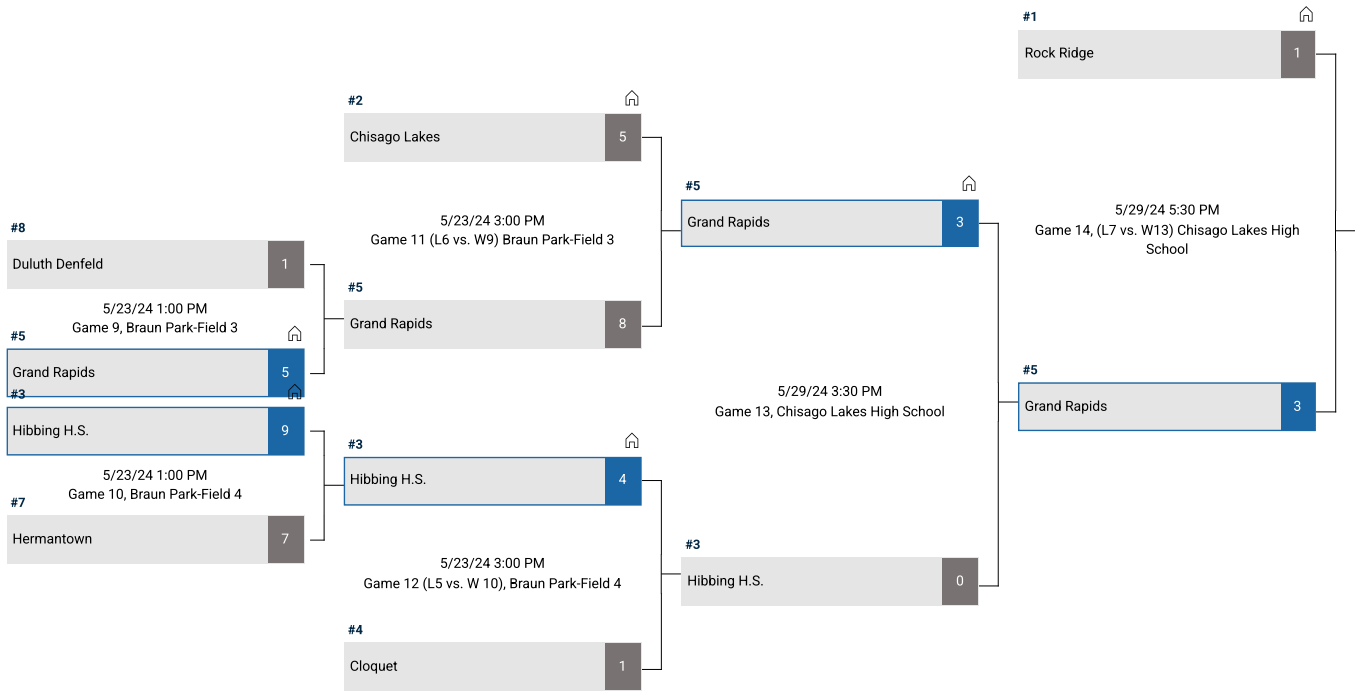 #8
Duluth Denfeld 1
5/23/24 1:00 PM
Game 9, Braun Park-Field 3
#5
Grand Rapids 5
#3
Hibbing H.S. 9
5/23/24 1:00 PM
Game 10, Braun Park-Field 4
#7
Hermantown 7
#2
Chisago Lakes 5
5/23/24 3:00 PM
Game 11 (L6 vs. W9) Braun Park-Field 3
#5
Grand Rapids 8
#3
Hibbing H.S. 4
5/23/24 3:00 PM
Game 12 (L5 vs. W 10), Braun Park-Field 4
#4
Cloquet 1
#5
Grand Rapids 3
5/29/24 3:30 PM
Game 13, Chisago Lakes High School
#3
Hibbing H.S. 0
#1
Rock Ridge 1
5/29/24 5:30 PM
Game 14, (L7 vs. W13) Chisago Lakes High
School
#5
Grand Rapids 3